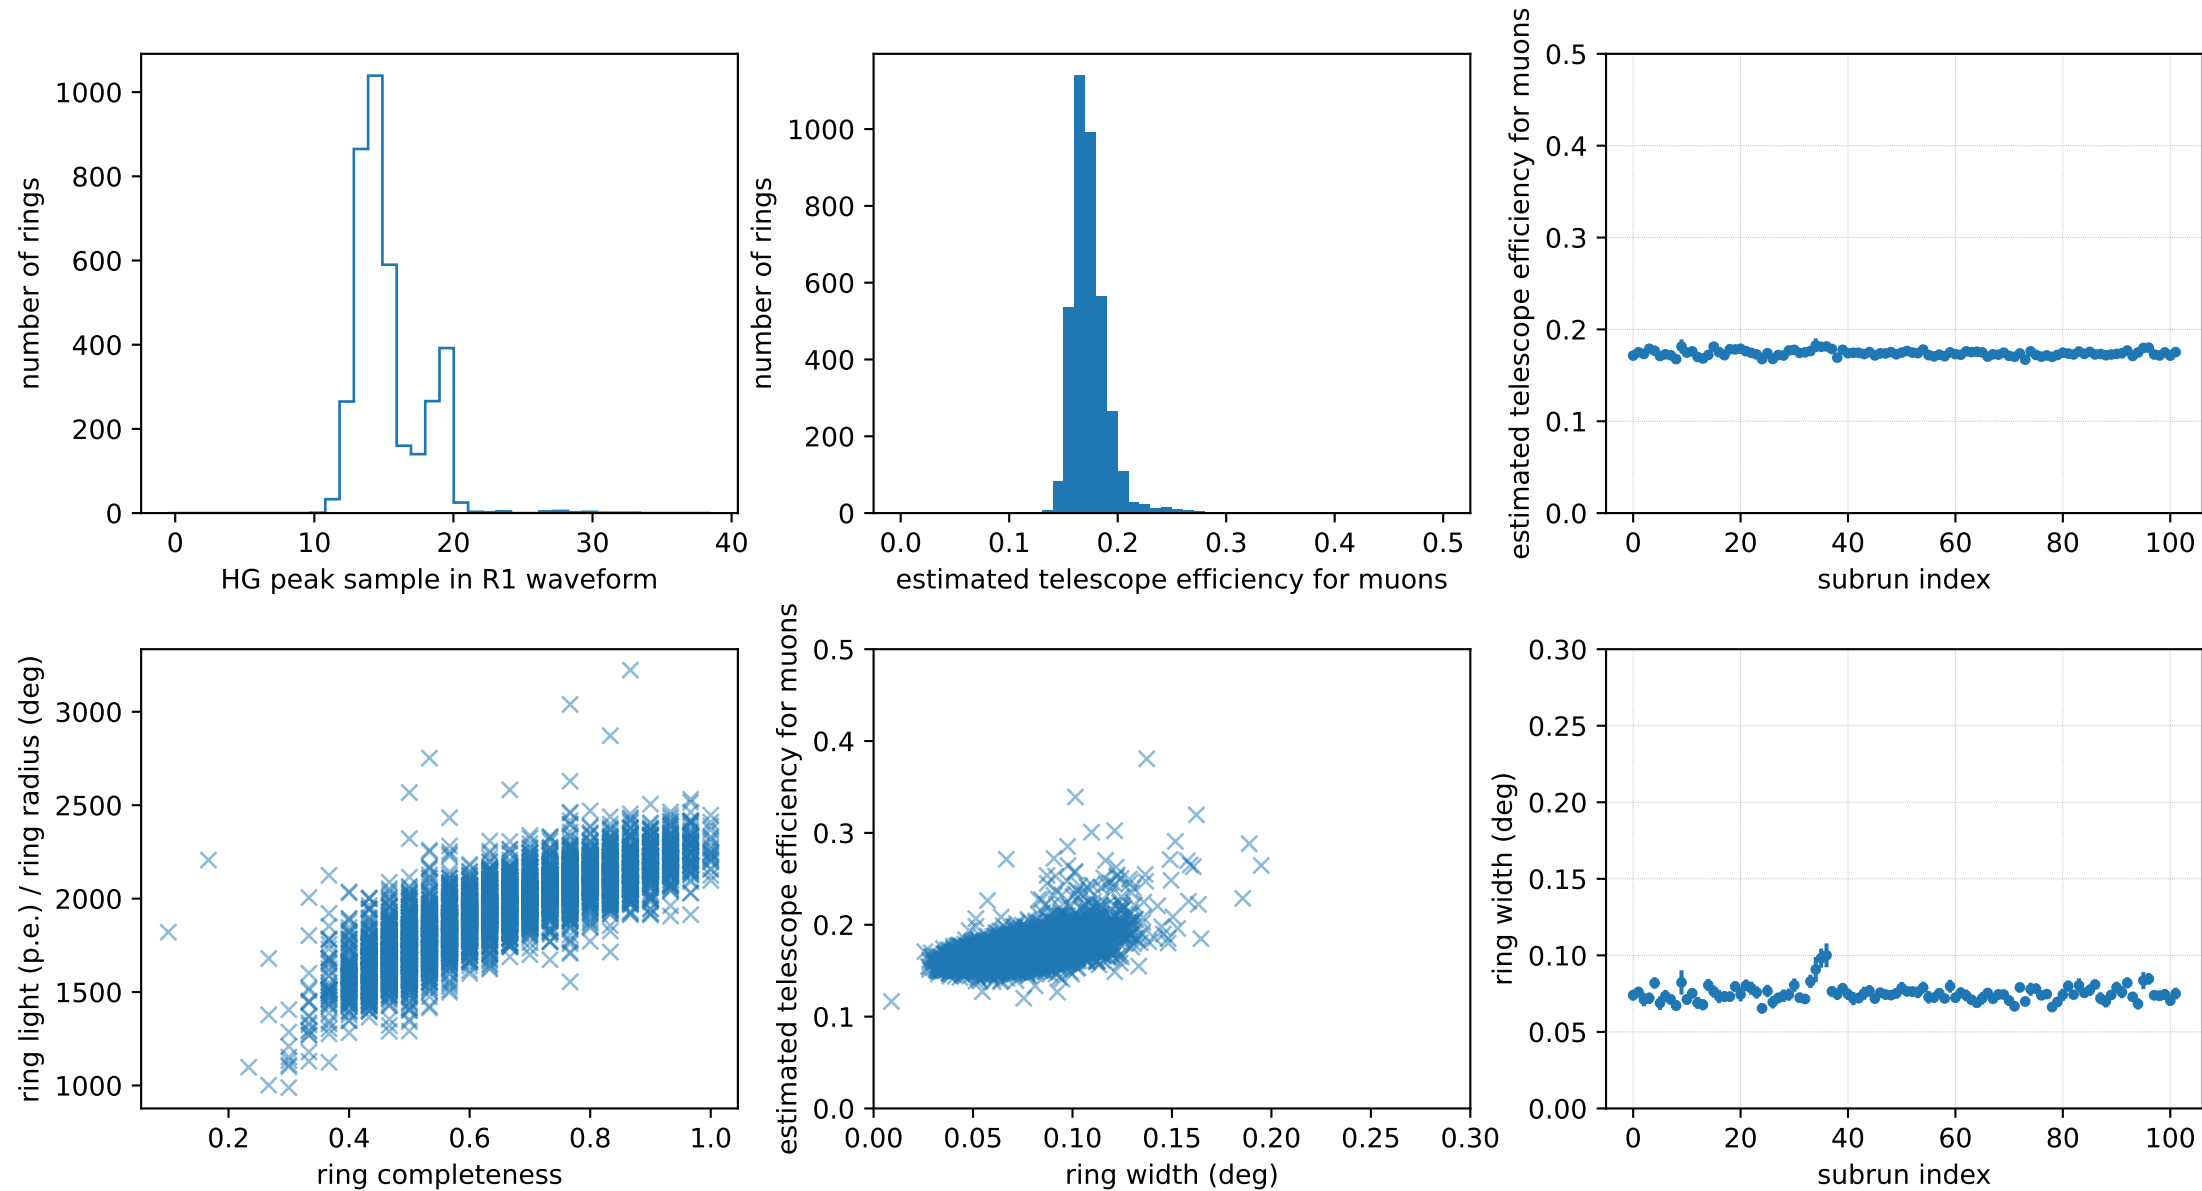 number of rings
1000
800
600
400
200
0
0 10 20 30 40
HG peak sample in R1 waveform
number of rings
1000
800
600
400
200
0
0.0 0.1 0.2 0.3 0.4 0.5
estimated telescope efficiency for muons
estimated telescope efficiency for muons
0.5
0.4
0.3
0.2
0.1
0.0
0 20 40 60 80 100
subrun index
ring light (p.e.) / ring radius (deg)
3000
2500
2000
1500
1000
0.2 0.4 0.6 0.8 1.0
ring completeness
estimated telescope efficiency for muons
0.5
0.4
0.3
0.2
0.1
0.0
0.00 0.05 0.10 0.15 0.20 0.25 0.30
ring width (deg)
ring width (deg)
0.30
0.25
0.20
0.15
0.10
0.05
0.00
0 20 40 60 80 100
subrun index